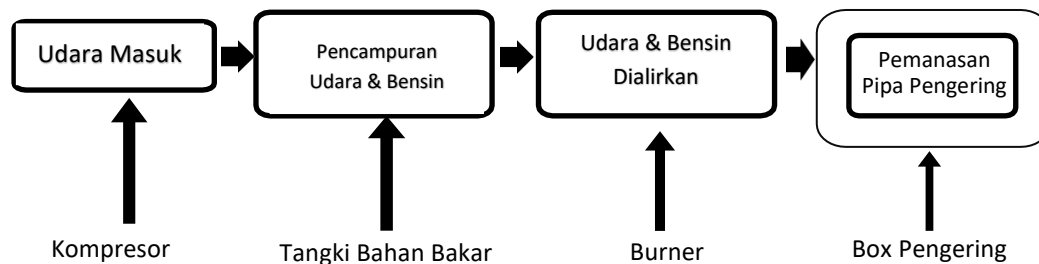 Udara Masuk
Pencampuran
Udara & Bensin
Udara & Bensin
Dialirkan
Pemanasan
Pipa Pengering
Kompresor
Tangki Bahan Bakar
Burner
Box Pengering